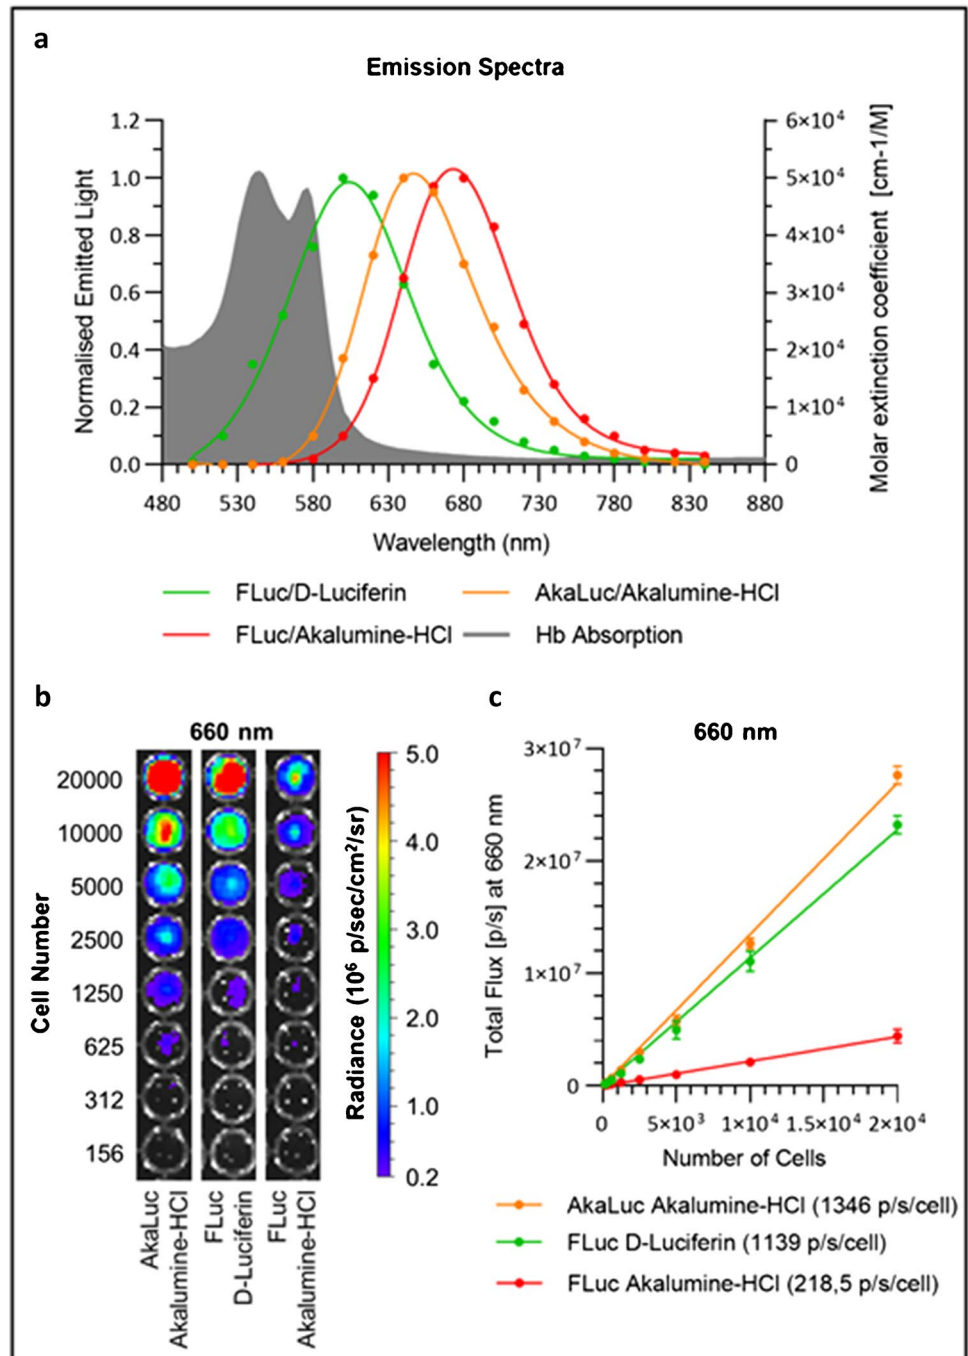 a
Emission Spectra
1.2
1.0
0.8
0.6
0.4
0.2
0.0
Normalised Emitted Light
6×10⁴
5×10⁴
4×10⁴
3×10⁴
2×10⁴
1×10⁴
0
Molar extinction coefficient [cm-1/M]
480 530 580 630 680 730 780 830 880
Wavelength (nm)
FLuc/D-Luciferin AkaLuc/Akalumine-HCl
FLuc/Akalumine-HCl Hb Absorption
b
660 nm
20000
10000
5000
2500
1250
625
312
156
Cell Number
5.0
4.0
3.0
2.0
1.0
0.2
Radiance (10⁶ p/sec/cm²/sr)
AkaLuc
Akalumine-HCl
FLuc
D-Luciferin
FLuc
Akalumine-HCl
c
660 nm
3×10⁷
2×10⁷
1×10⁷
0
Total Flux [p/s] at 660 nm
0 5×10³ 1×10⁴ 1.5×10⁴ 2×10⁴
Number of Cells
AkaLuc Akalumine-HCl (1346 p/s/cell)
FLuc D-Luciferin (1139 p/s/cell)
FLuc Akalumine-HCl (218,5 p/s/cell)